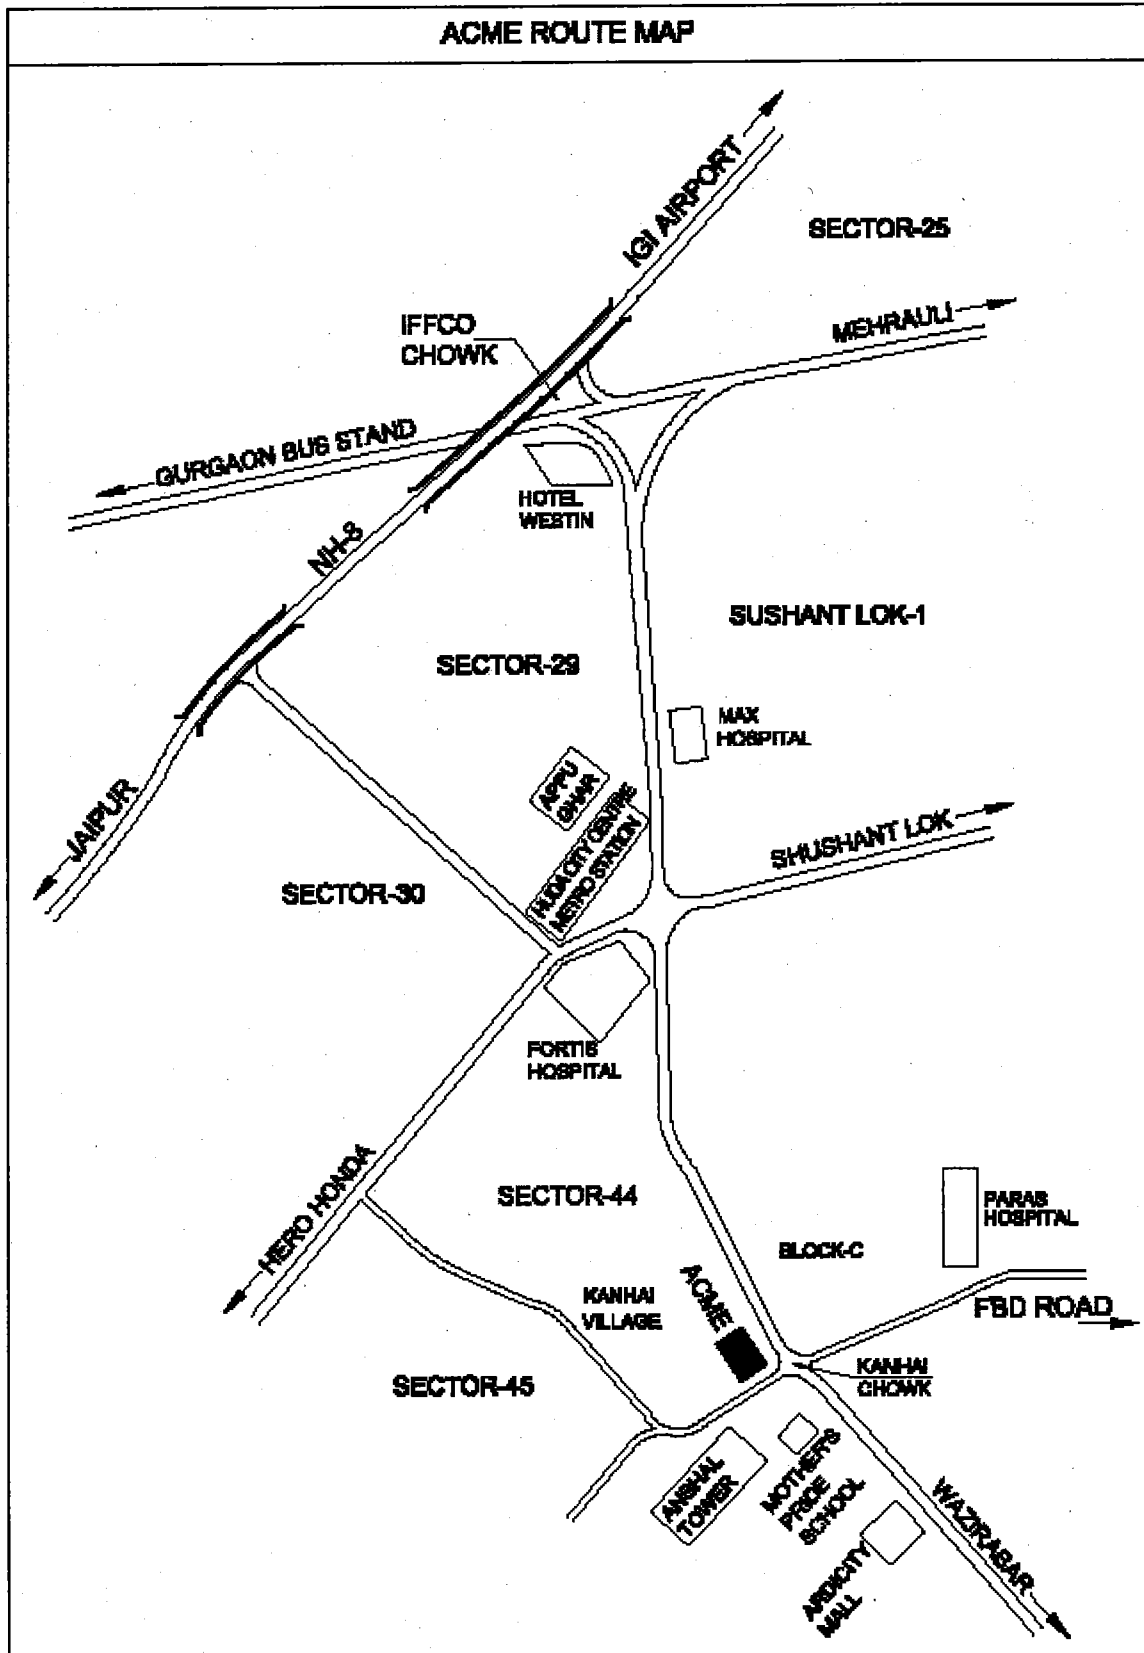 ACME ROUTE MAP
IGI AIRPORT
SECTOR-25
IFFCO
CHOWK
MEHRAULI
GURGAON BUS STAND
HOTEL
WESTIN
NH-8
SUSHANT LOK-1
SECTOR-29
MAX
HOSPITAL
APPU
GHAR
JAIPUR
HUDA CITY CENTRE
METRO STATION
SHUSHANT LOK
SECTOR-30
FORTIS
HOSPITAL
HERO HONDA
SECTOR-44
PARAS
HOSPITAL
BLOCK-C
ACME
KANHAI
VILLAGE
FBD ROAD
KANHAI
CHOWK
SECTOR-45
ANSHAL
TOWER
MOTHER'S
PRIDE
SCHOOL
WAZIRABAR
ARDICITY
MALL